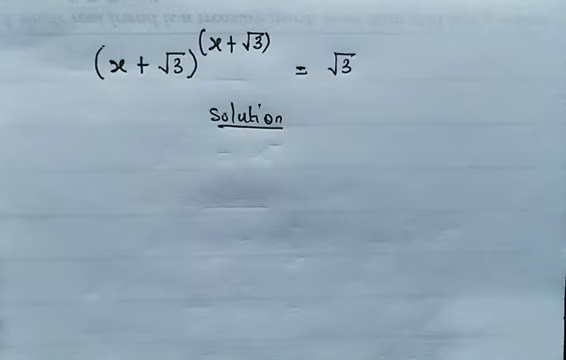 (x + √3)^(x + √3) = √3
Solution